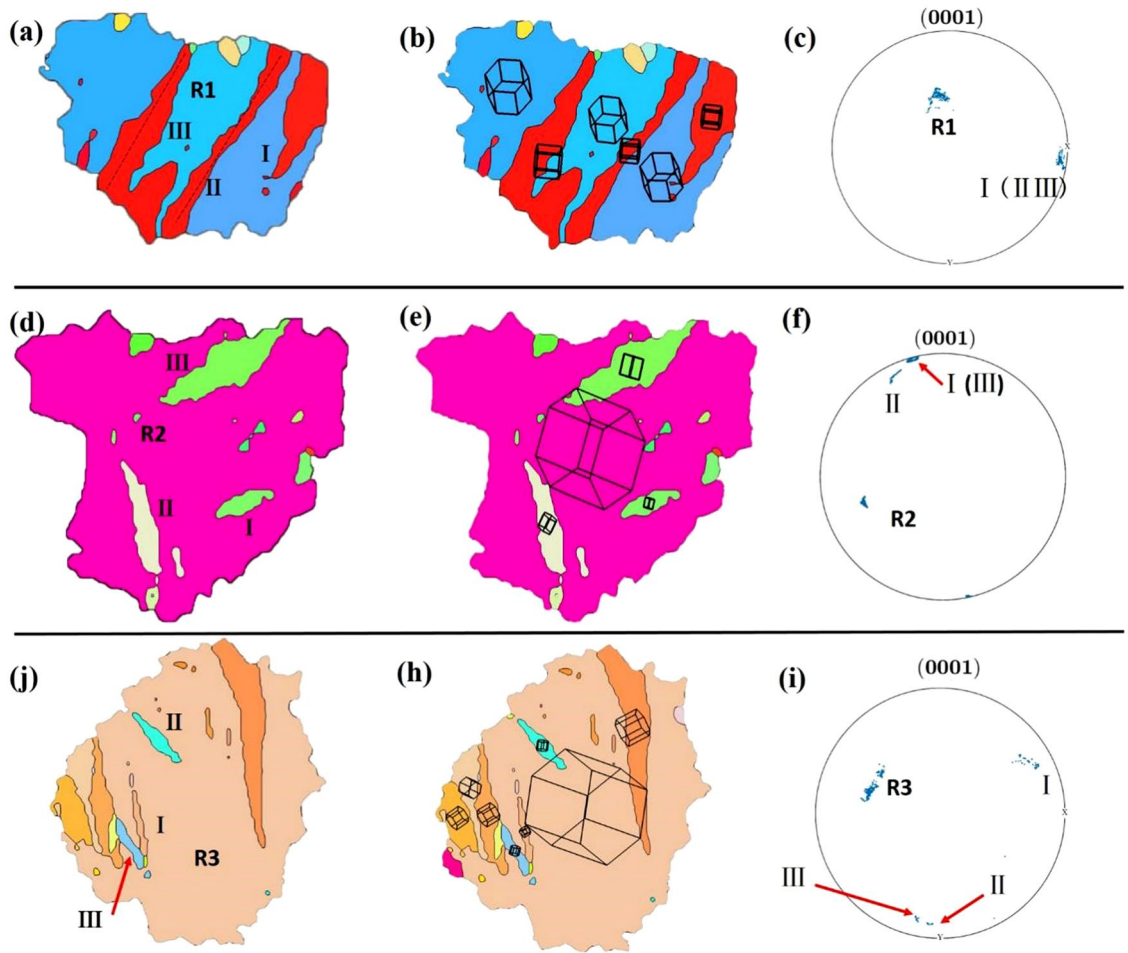 (a)
R1
III
I
II
(b)
(c)
(0001)
R1
X
I (II III)
Y
(d)
III
R2
II
I
(e)
(f)
(0001)
I (III)
II
R2
(j)
II
I
R3
III
(h)
(i)
(0001)
R3
I
X
III
II
Y